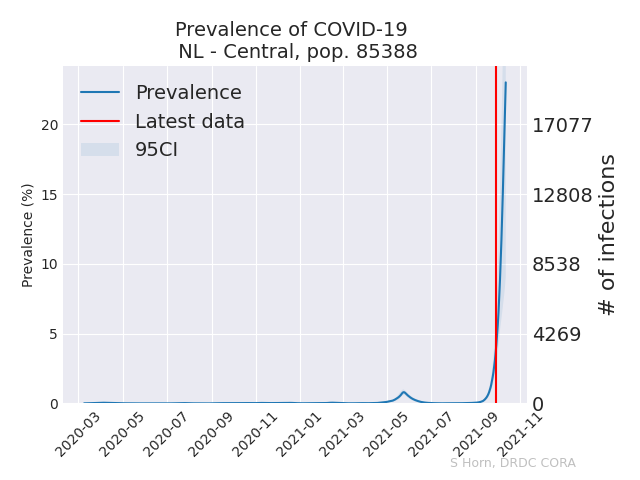 Prevalence of COVID-19
NL - Central, pop. 85388
Prevalence
Latest data
95CI
Prevalence (%)
20
15
10
5
0
17077
12808
8538
4269
0
# of infections
2020-03
2020-05
2020-07
2020-09
2020-11
2021-01
2021-03
2021-05
2021-07
2021-09
2021-11
S Horn, DRDC CORA